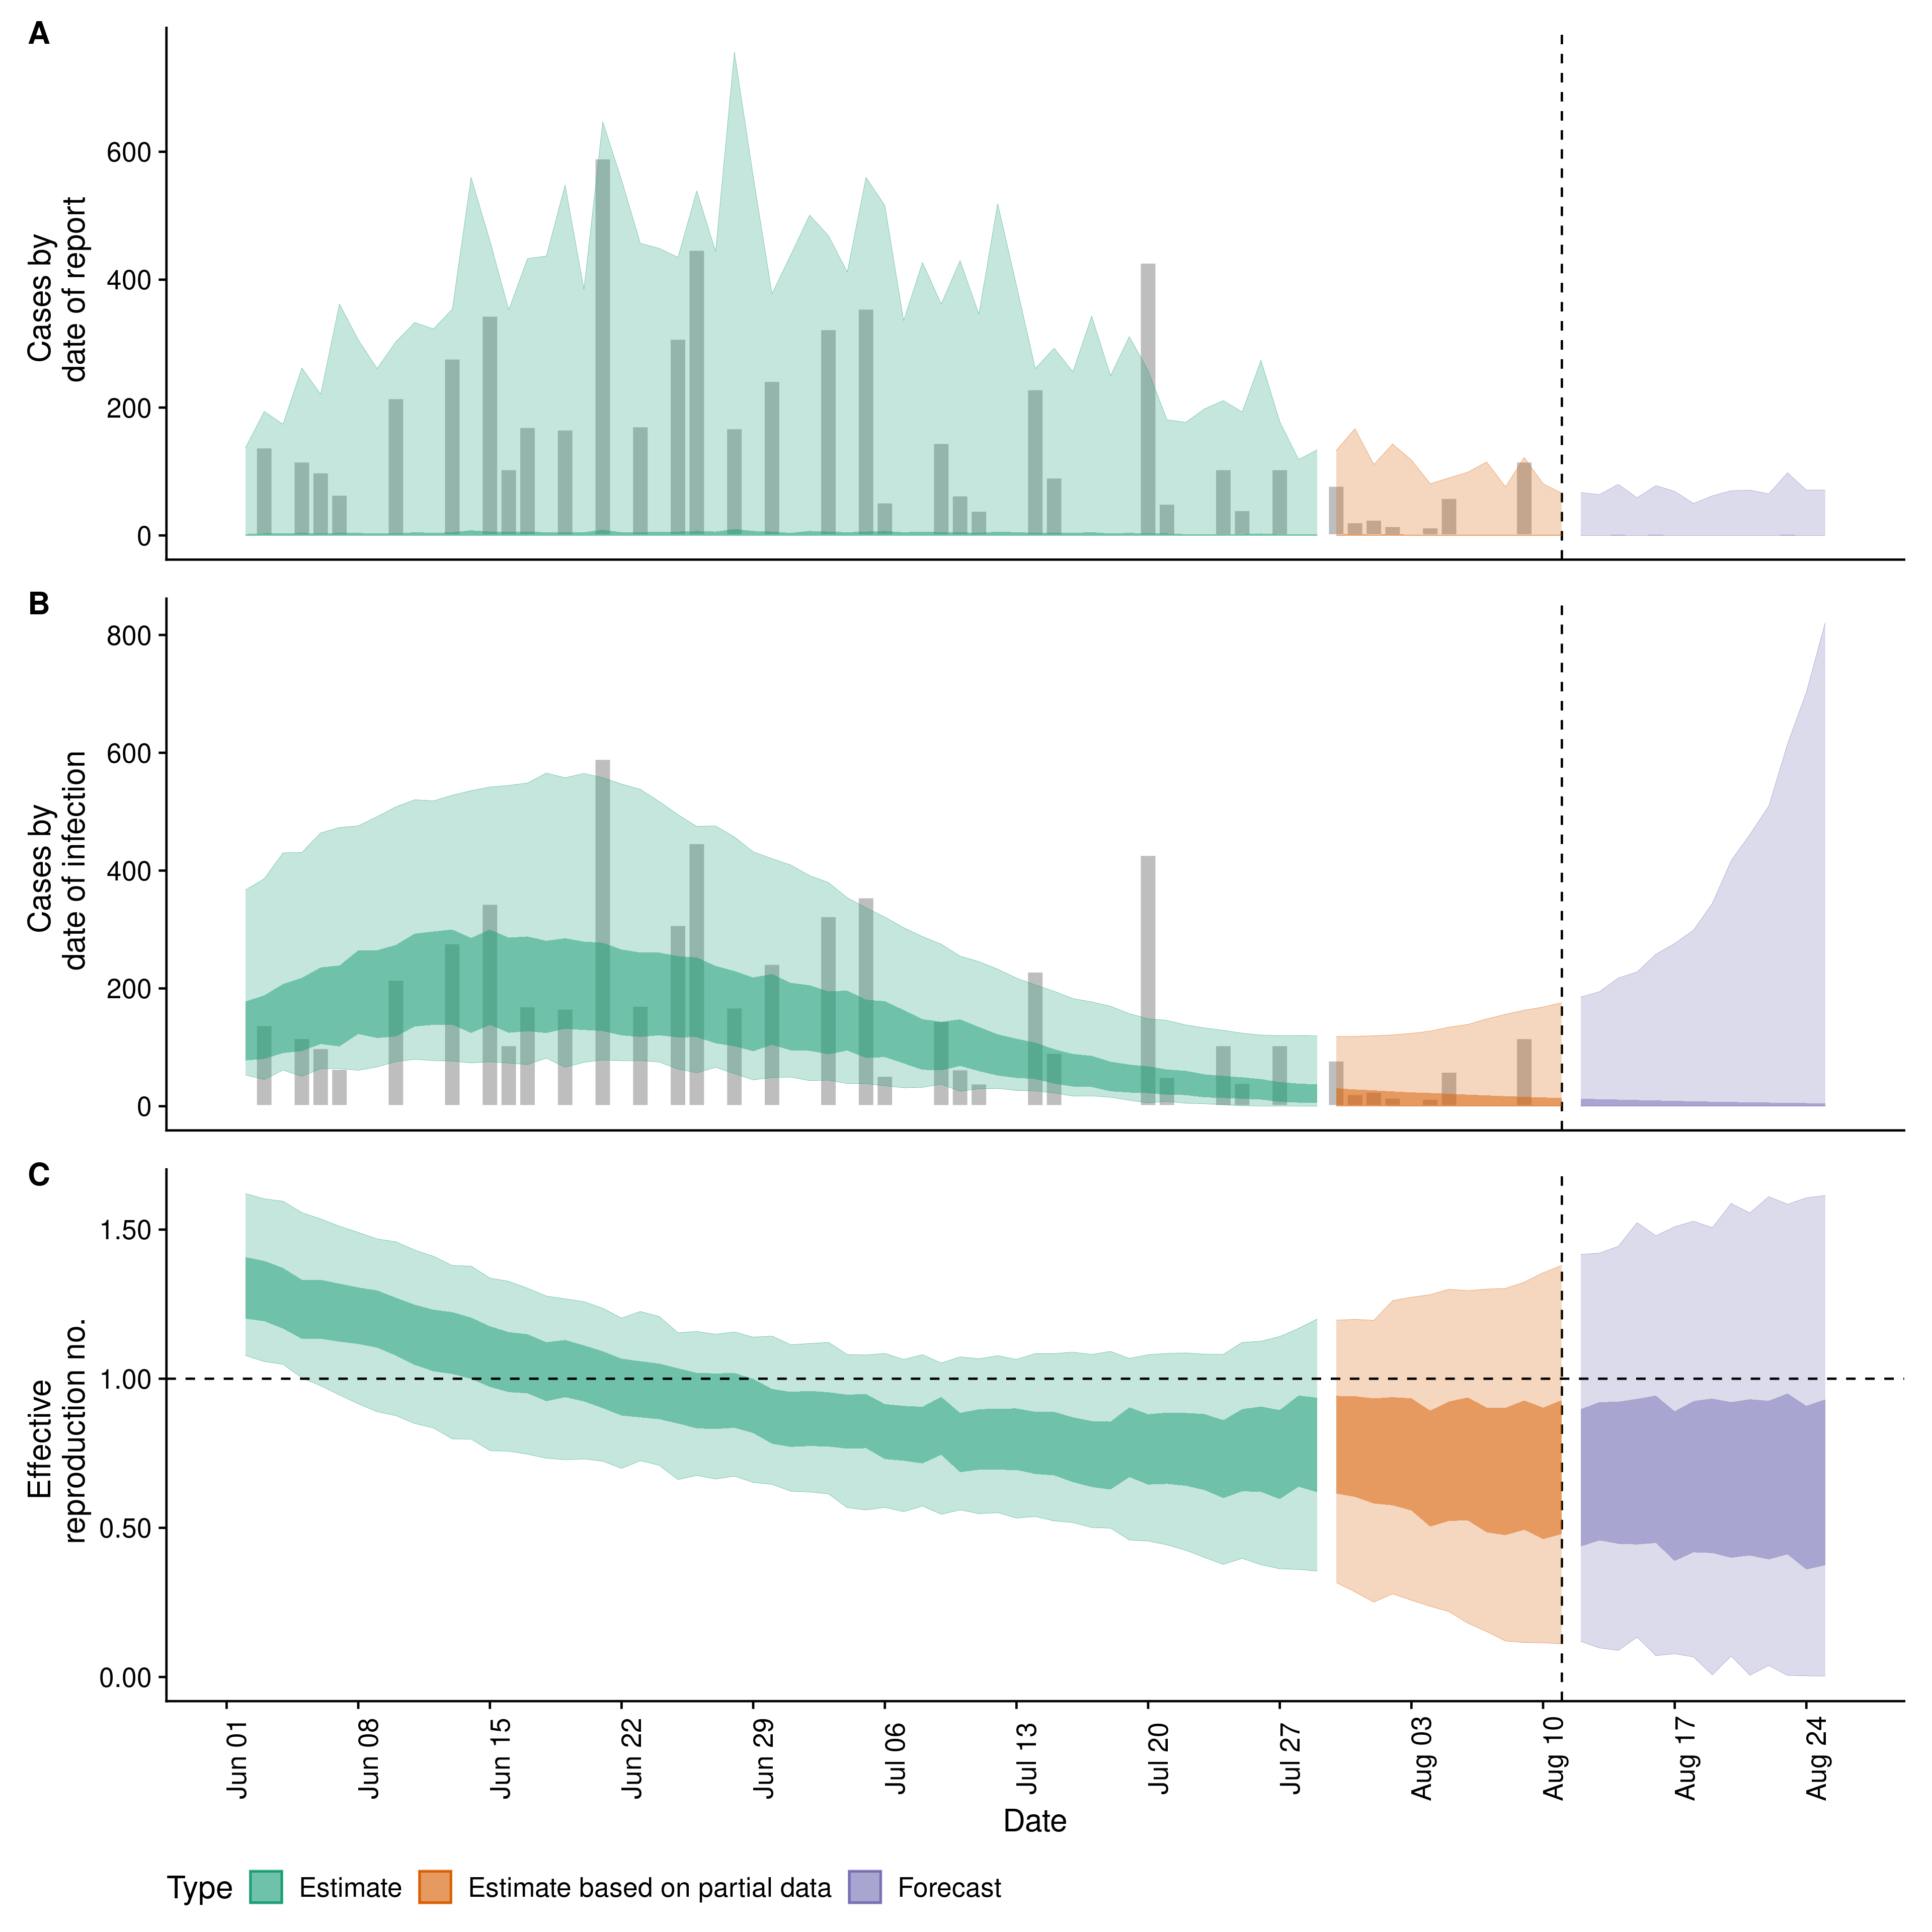 A
Cases by
date of report
600
400
200
0
B
Cases by
date of infection
800
600
400
200
0
C
Effective
reproduction no.
1.50
1.00
0.50
0.00
Jun 01
Jun 08
Jun 15
Jun 22
Jun 29
Jul 06
Jul 13
Jul 20
Jul 27
Aug 03
Aug 10
Aug 17
Aug 24
Date
Type Estimate Estimate based on partial data Forecast